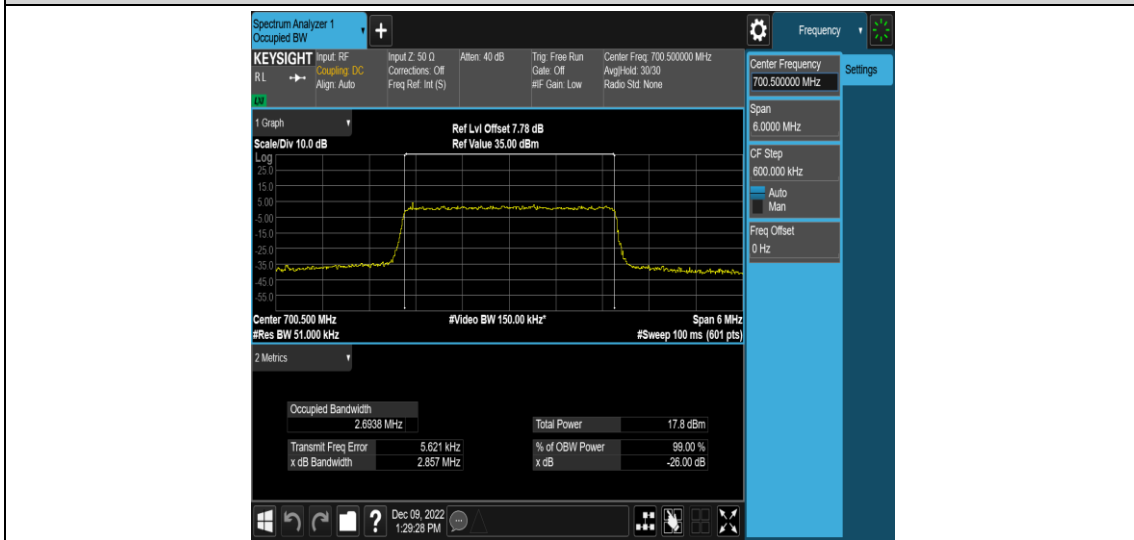 Spectrum Analyzer 1
Occupied BW
Frequency
KEYSIGHT
RL
Input: RF
Coupling: DC
Align: Auto
Input Z: 50 Ω
Corrections: Off
Freq Ref: Int (S)
Atten: 40 dB
Trig: Free Run
Gate: Off
#IF Gain: Low
Center Freq: 700.500000 MHz
Avg|Hold: 30/30
Radio Std: None
Center Frequency
700.500000 MHz
Settings
Span
6.0000 MHz
CF Step
600.000 kHz
Auto
Man
Freq Offset
0 Hz
1 Graph
Scale/Div 10.0 dB
Ref Lvl Offset 7.78 dB
Ref Value 35.00 dBm
Log
25.0
15.0
5.00
-5.00
-15.0
-25.0
-35.0
-45.0
-55.0
Center 700.500 MHz
#Video BW 150.00 kHz*
Span 6 MHz
#Res BW 51.000 kHz
#Sweep 100 ms (601 pts)
2 Metrics
Occupied Bandwidth
2.6938 MHz
Total Power 17.8 dBm
Transmit Freq Error 5.621 kHz
% of OBW Power 99.00 %
x dB Bandwidth 2.857 MHz
x dB -26.00 dB
?
Dec 09, 2022
1:29:28 PM